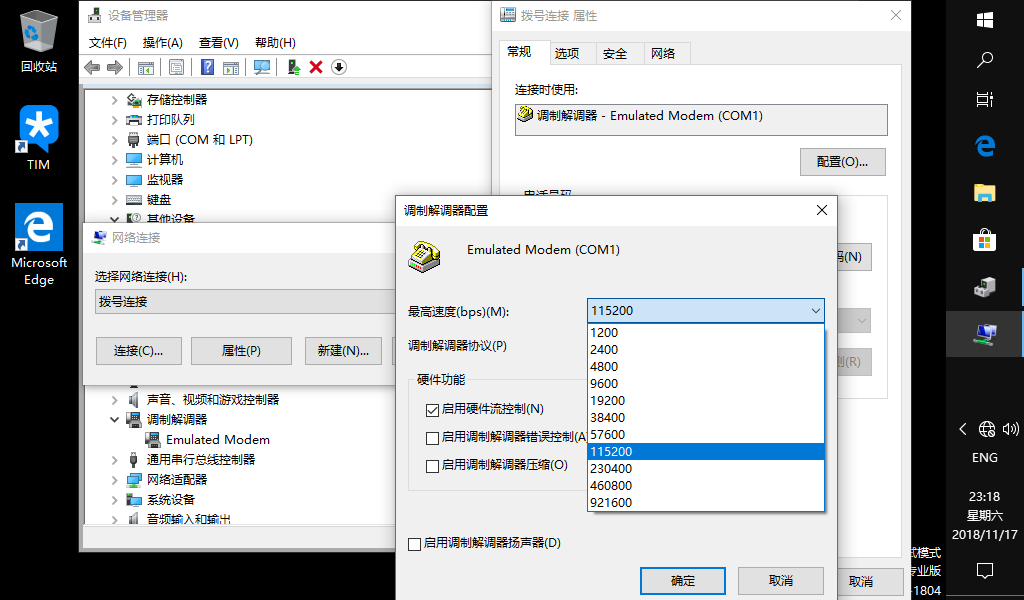 回收站
TIM
Microsoft
Edge
设备管理器
文件(F) 操作(A) 查看(V) 帮助(H)
存储控制器
打印队列
端口 (COM 和 LPT)
计算机
监视器
键盘
其他设备
网络连接
选择网络连接(H):
拨号连接
连接(C)... 属性(P) 新建(N)...
声音、视频和游戏控制器
调制解调器
Emulated Modem
通用串行总线控制器
网络适配器
系统设备
音频输入和输出
拨号连接 属性
常规 选项 安全 网络
连接时使用:
调制解调器 - Emulated Modem (COM1)
配置(O)...
电话号码
码(N)
则(R)
取消
调制解调器配置
Emulated Modem (COM1)
最高速度(bps)(M): 115200
1200
2400
4800
9600
19200
38400
57600
115200
230400
460800
921600
调制解调器协议(P)
硬件功能
启用硬件流控制(N)
启用调制解调器错误控制(A)
启用调制解调器压缩(O)
启用调制解调器扬声器(D)
确定 取消
试模式
专业版
1804
ENG
23:18
星期六
2018/11/17